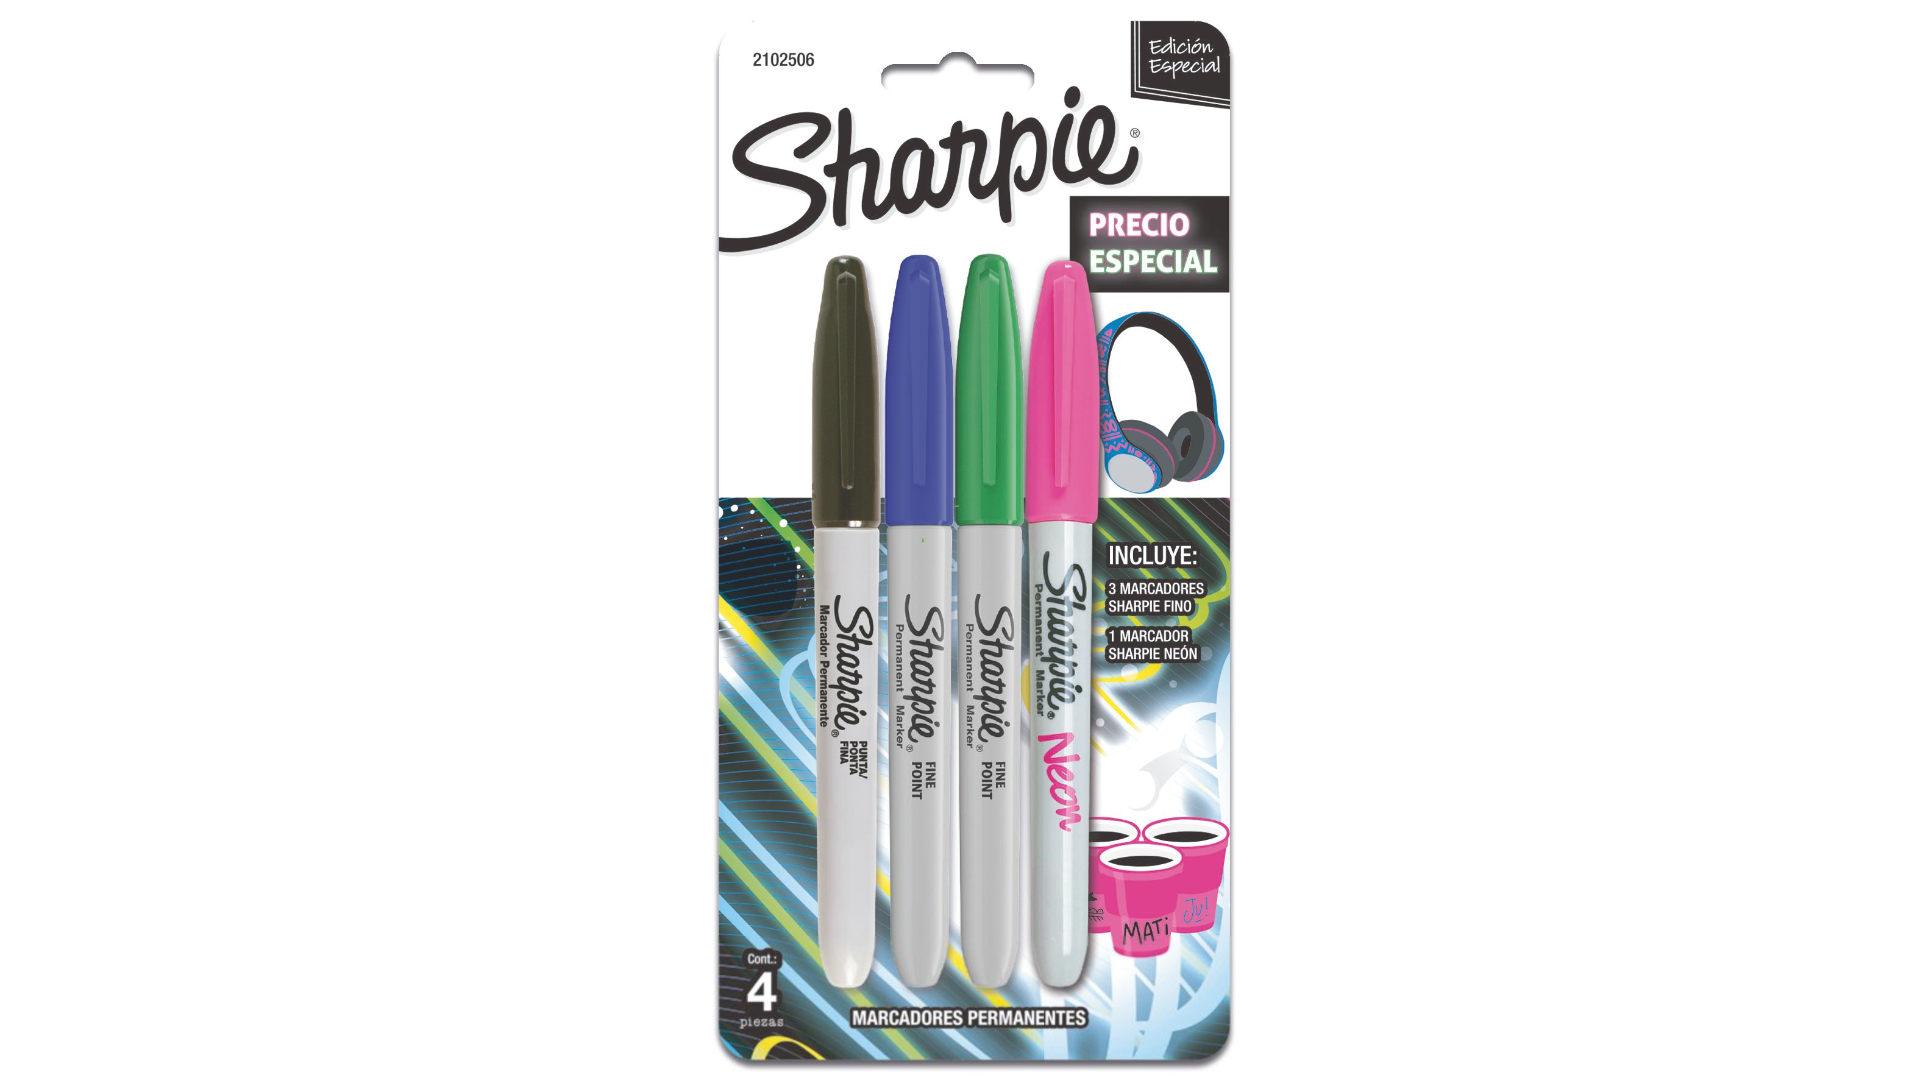 2102506
Edición
Especial
Sharpie®
PRECIO
ESPECIAL
INCLUYE:
3 MARCADORES
SHARPIE FINO
1 MARCADOR
SHARPIE NEÓN
Sharpie®
Marcador Permanente
PUNTA/
PONTA
FINA
Sharpie®
Permanent Marker
FINE
POINT
Sharpie®
Permanent Marker
FINE
POINT
Sharpie®
Permanent Marker
Neon
MATi
Ju!
Cont.:
4
piezas
MARCADORES PERMANENTES